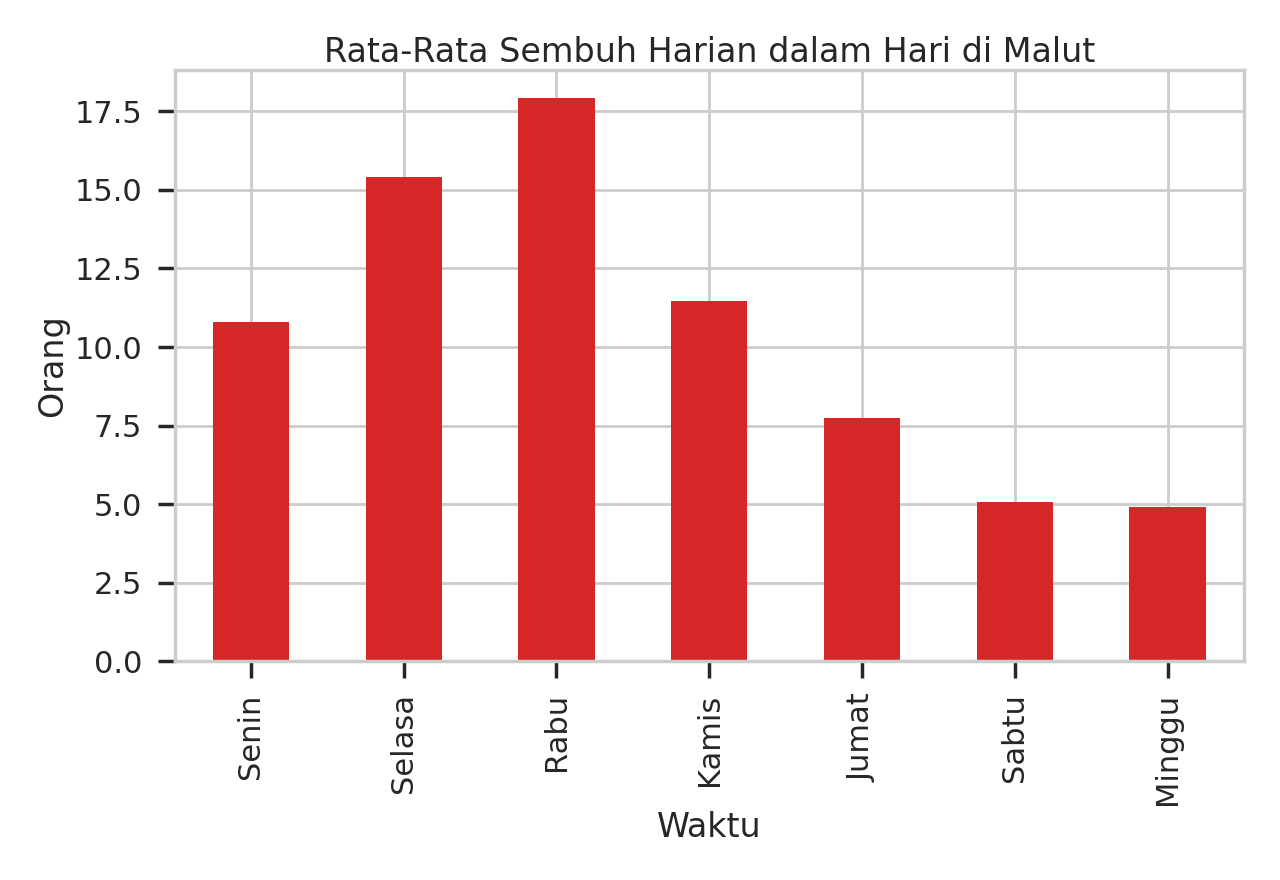 Rata-Rata Sembuh Harian dalam Hari di Malut
Orang
17.5
15.0
12.5
10.0
7.5
5.0
2.5
0.0
Senin
Selasa
Rabu
Kamis
Jumat
Sabtu
Minggu
Waktu